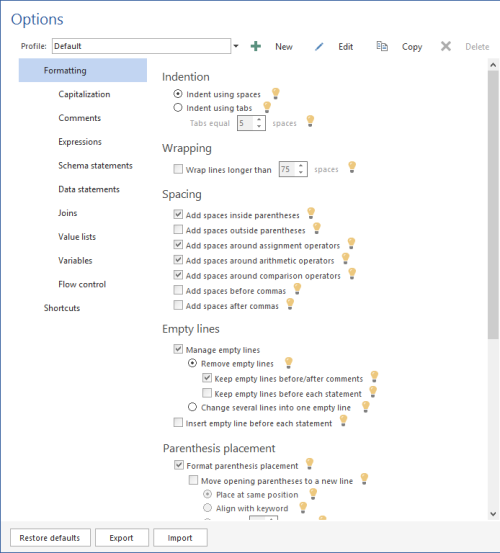 Options
Profile: Default New Edit Copy Delete
Formatting
Capitalization
Comments
Expressions
Schema statements
Data statements
Joins
Value lists
Variables
Flow control
Shortcuts
Indention
Indent using spaces
Indent using tabs
Tabs equal 5 spaces
Wrapping
Wrap lines longer than 75 spaces
Spacing
Add spaces inside parentheses
Add spaces outside parentheses
Add spaces around assignment operators
Add spaces around arithmetic operators
Add spaces around comparison operators
Add spaces before commas
Add spaces after commas
Empty lines
Manage empty lines
Remove empty lines
Keep empty lines before/after comments
Keep empty lines before each statement
Change several lines into one empty line
Insert empty line before each statement
Parenthesis placement
Format parenthesis placement
Move opening parentheses to a new line
Place at same position
Align with keyword
Restore defaults Export Import